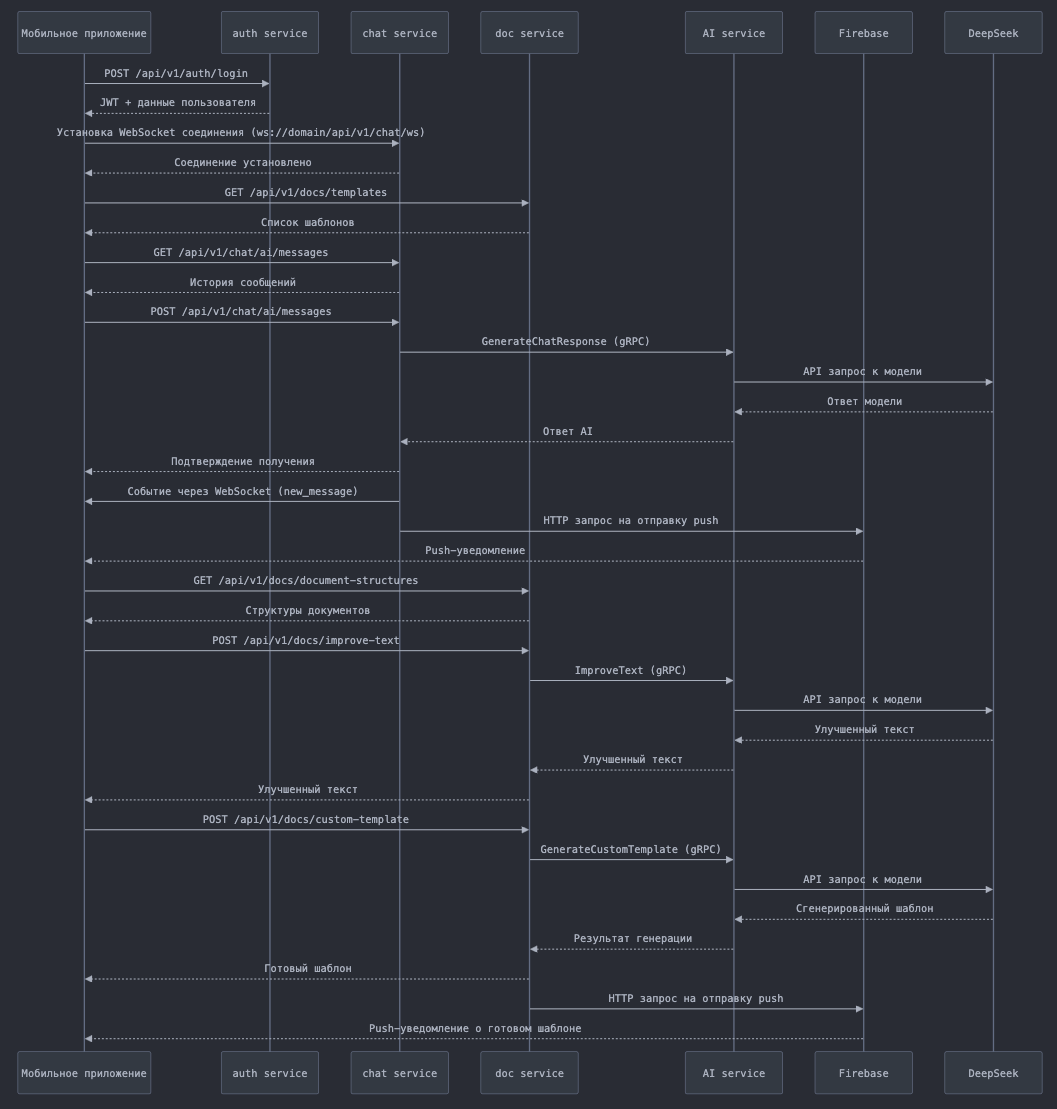 Мобильное приложение
auth service
chat service
doc service
AI service
Firebase
DeepSeek
POST /api/v1/auth/login
JWT + данные пользователя
Установка WebSocket соединения (ws://domain/api/v1/chat/ws)
Соединение установлено
GET /api/v1/docs/templates
Список шаблонов
GET /api/v1/chat/ai/messages
История сообщений
POST /api/v1/chat/ai/messages
GenerateChatResponse (gRPC)
API запрос к модели
Ответ модели
Ответ AI
Подтверждение получения
Событие через WebSocket (new_message)
HTTP запрос на отправку push
Push-уведомление
GET /api/v1/docs/document-structures
Структуры документов
POST /api/v1/docs/improve-text
ImproveText (gRPC)
API запрос к модели
Улучшенный текст
Улучшенный текст
Улучшенный текст
POST /api/v1/docs/custom-template
GenerateCustomTemplate (gRPC)
API запрос к модели
Сгенерированный шаблон
Результат генерации
Готовый шаблон
HTTP запрос на отправку push
Push-уведомление о готовом шаблоне
Мобильное приложение
auth service
chat service
doc service
AI service
Firebase
DeepSeek